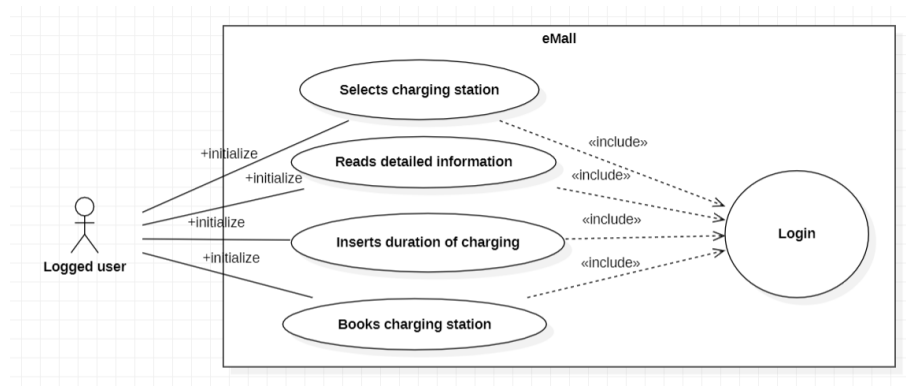 eMall
Selects charging station
«include»
+initialize
Reads detailed information
«include»
+initialize
+initialize
«include»
Login
Inserts duration of charging
+initialize
«include»
Logged user
Books charging station